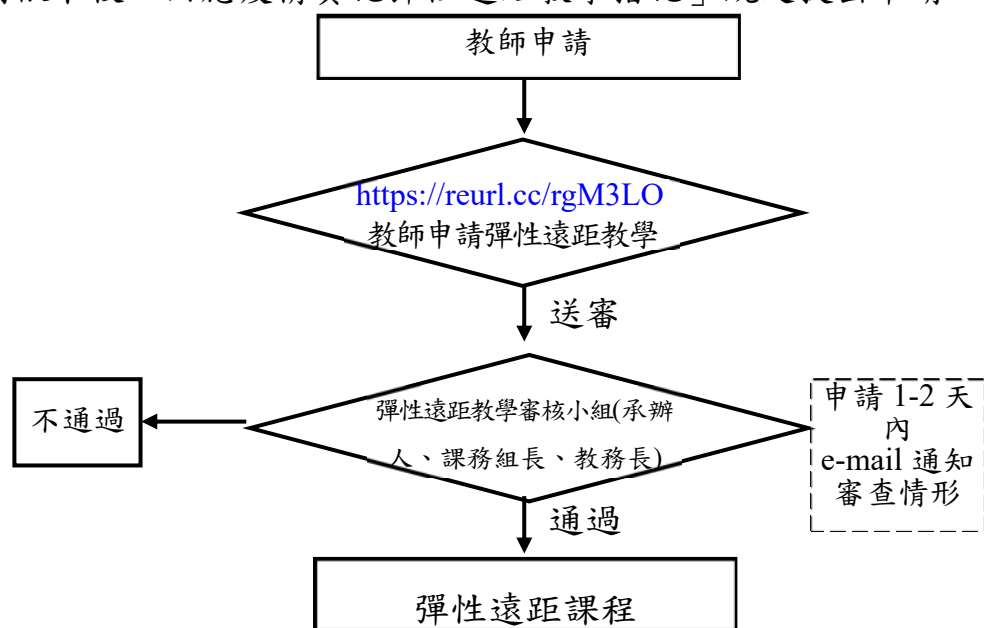 教師申請
https://reurl.cc/rgM3LO
教師申請彈性遠距教學
送審
不通過
彈性遠距教學審核小組(承辦
人、課務組長、教務長)
申請 1-2 天
內
e-mail 通知
審查情形
通過
彈性遠距課程